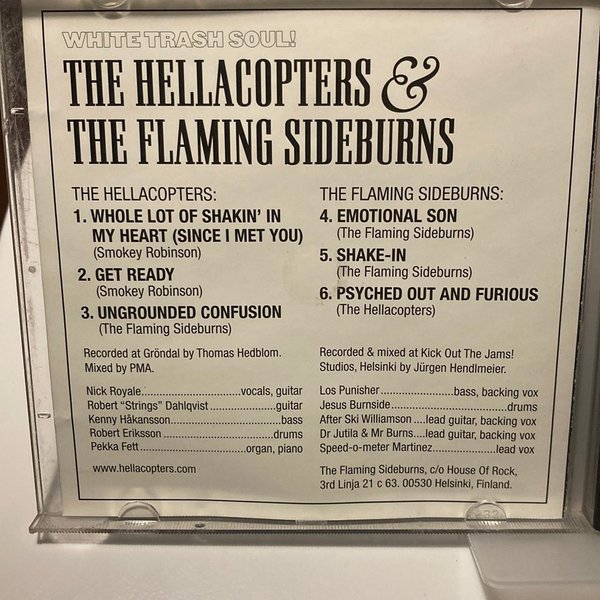 WHITE TRASH SOUL!
THE HELLACOPTERS &
THE FLAMING SIDEBURNS
THE HELLACOPTERS:
1. WHOLE LOT OF SHAKIN' IN
MY HEART (SINCE I MET YOU)
(Smokey Robinson)
2. GET READY
(Smokey Robinson)
3. UNGROUNDED CONFUSION
(The Flaming Sideburns)
Recorded at Gröndal by Thomas Hedblom.
Mixed by PMA.
Nick Royale..........................vocals, guitar
Robert "Strings" Dahlqvist..................guitar
Kenny Håkansson..............................bass
Robert Eriksson...............................drums
Pekka Fett.............................organ, piano
www.hellacopters.com
THE FLAMING SIDEBURNS:
4. EMOTIONAL SON
(The Flaming Sideburns)
5. SHAKE-IN
(The Flaming Sideburns)
6. PSYCHED OUT AND FURIOUS
(The Hellacopters)
Recorded & mixed at Kick Out The Jams!
Studios, Helsinki by Jürgen Hendlmeier.
Los Punisher....................bass, backing vox
Jesus Burnside................................drums
After Ski Williamson ....lead guitar, backing vox
Dr Jutila & Mr Burns....lead guitar, backing vox
Speed-o-meter Martinez..................lead vox
The Flaming Sideburns, c/o House Of Rock,
3rd Linja 21 c 63. 00530 Helsinki, Finland.